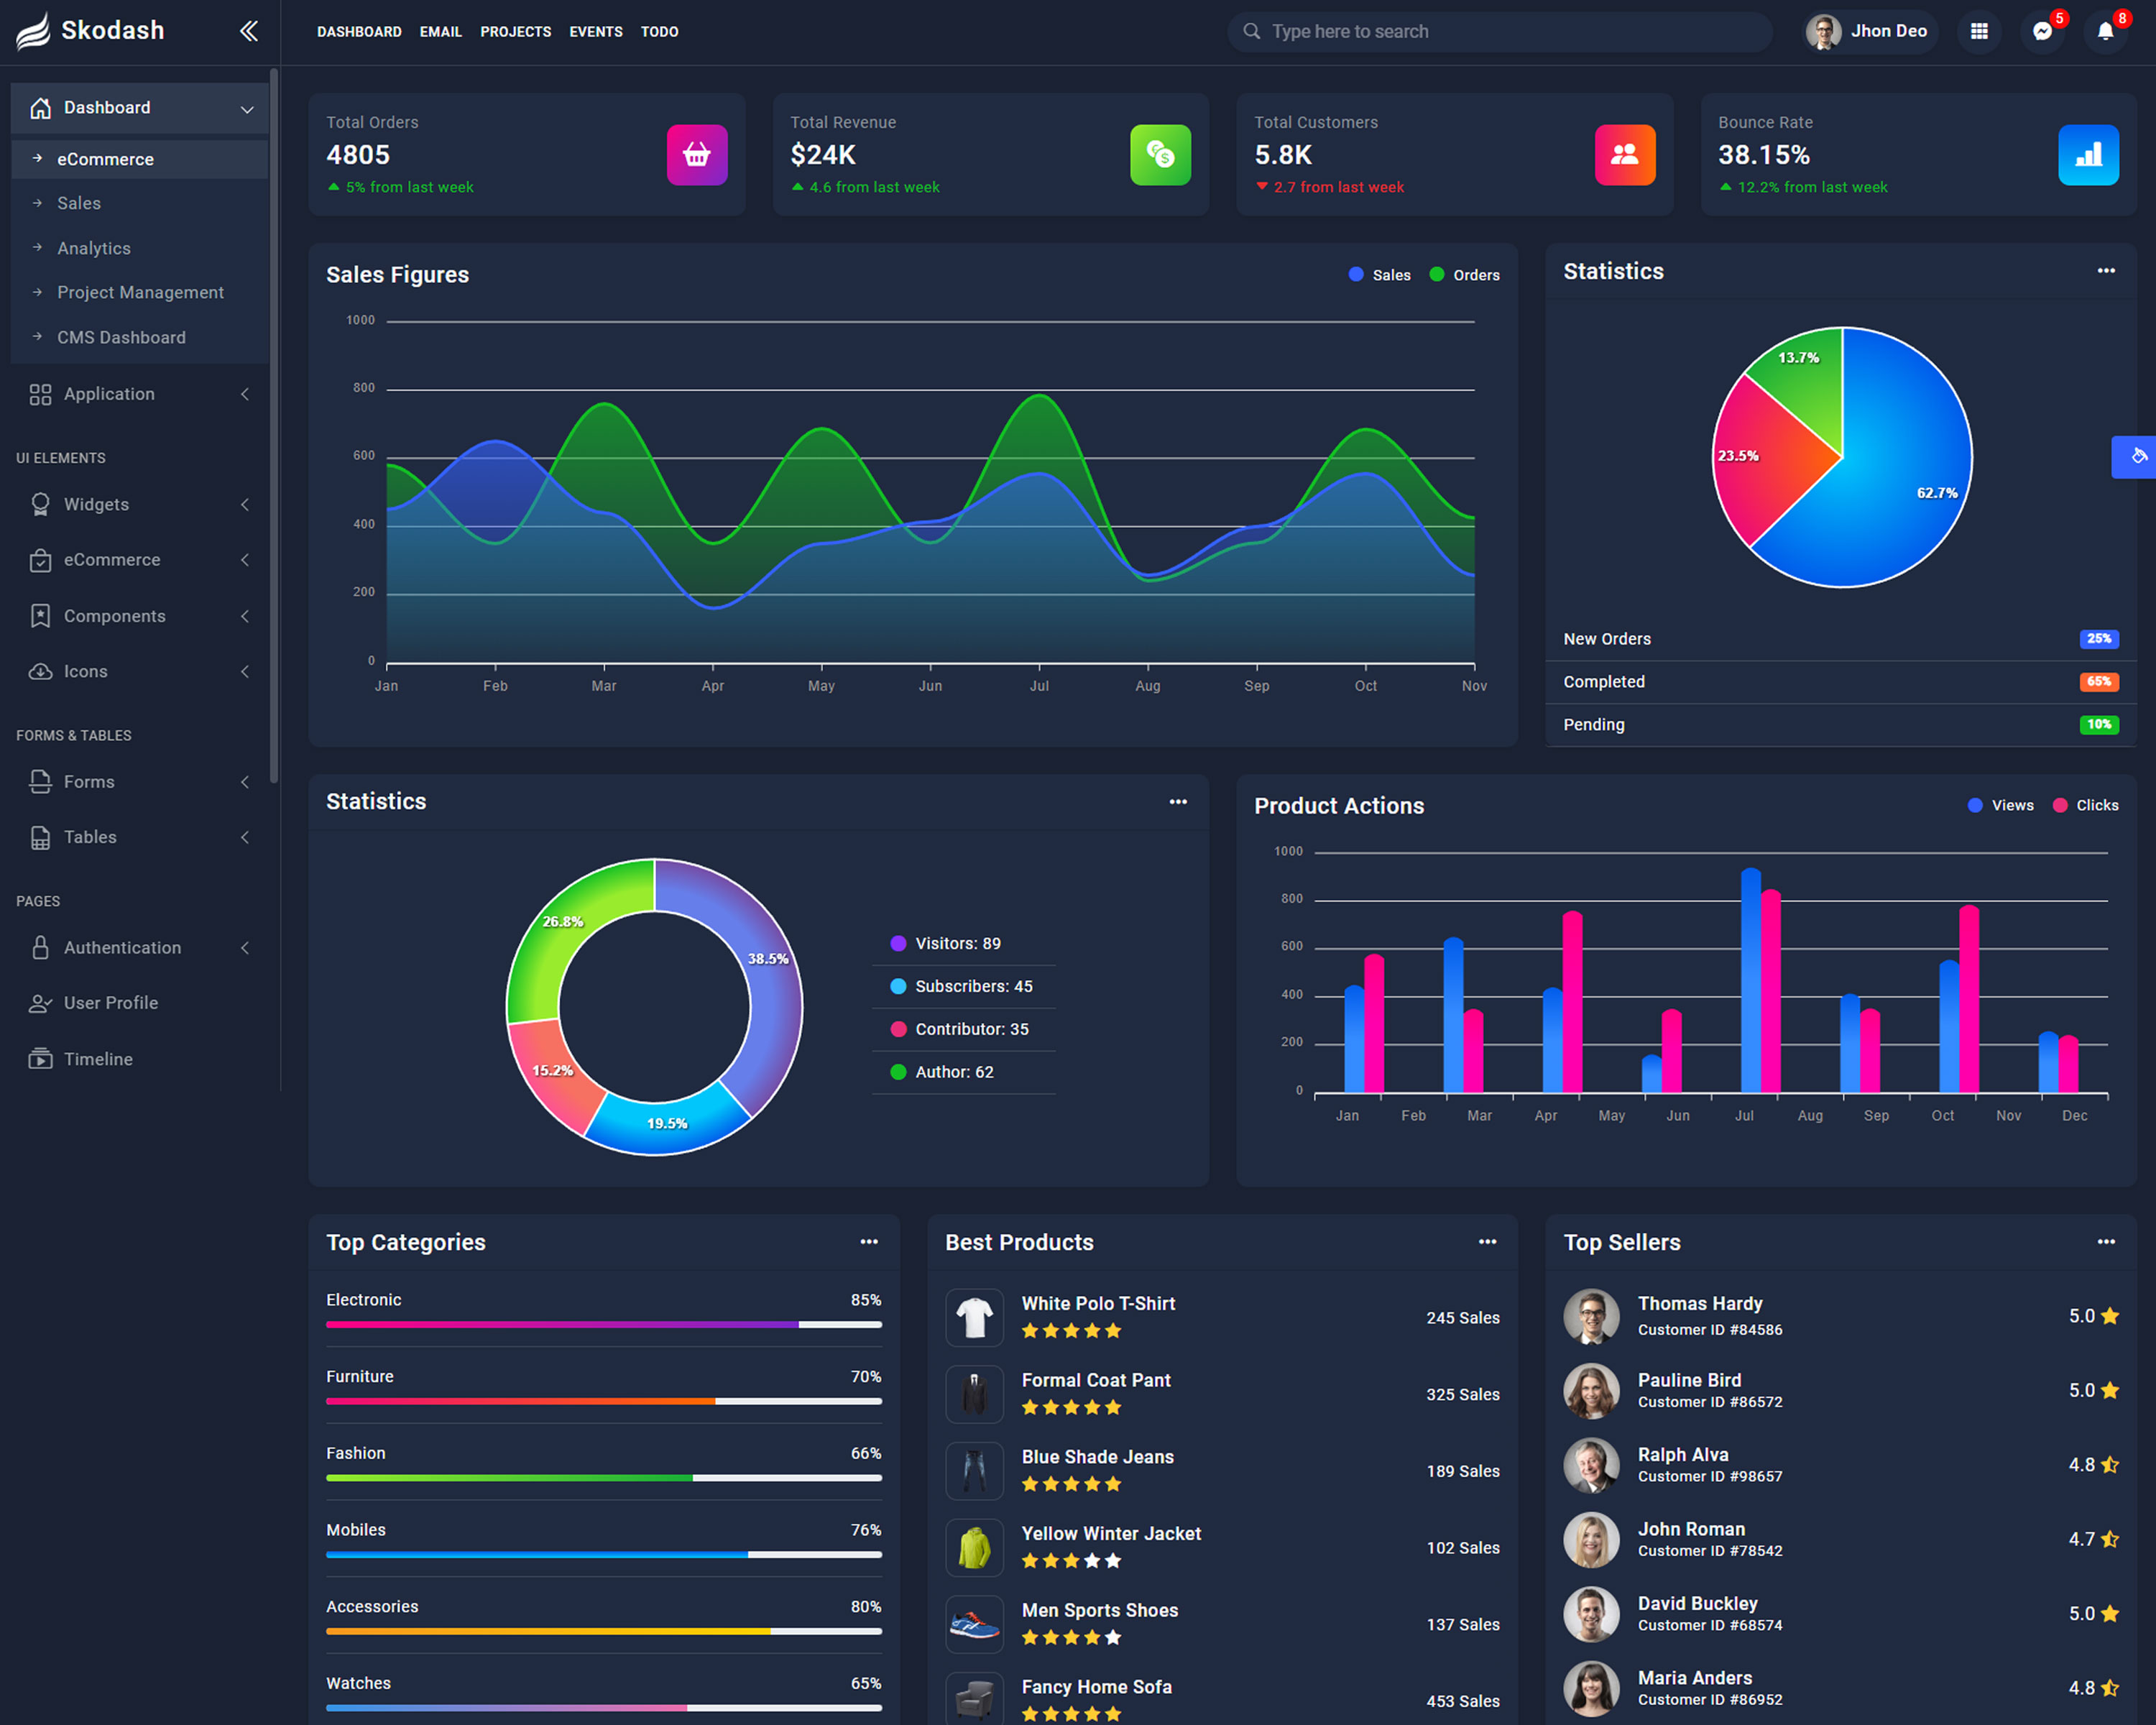 Skodash
DASHBOARD EMAIL PROJECTS EVENTS TODO
Type here to search
Jhon Deo
5
8
Dashboard
eCommerce
Sales
Analytics
Project Management
CMS Dashboard
Application
UI ELEMENTS
Widgets
eCommerce
Components
Icons
FORMS & TABLES
Forms
Tables
PAGES
Authentication
User Profile
Timeline
Total Orders
4805
5% from last week
Total Revenue
$24K
4.6 from last week
Total Customers
5.8K
2.7 from last week
Bounce Rate
38.15%
12.2% from last week
Sales Figures
Sales Orders
1000
800
600
400
200
0
Jan Feb Mar Apr May Jun Jul Aug Sep Oct Nov
Statistics
13.7%
23.5%
62.7%
New Orders 25%
Completed 65%
Pending 10%
Statistics
26.8%
38.5%
15.2%
19.5%
Visitors: 89
Subscribers: 45
Contributor: 35
Author: 62
Product Actions
Views Clicks
1000
800
600
400
200
0
Jan Feb Mar Apr May Jun Jul Aug Sep Oct Nov Dec
Top Categories
Electronic 85%
Furniture 70%
Fashion 66%
Mobiles 76%
Accessories 80%
Watches 65%
Best Products
White Polo T-Shirt
245 Sales
Formal Coat Pant
325 Sales
Blue Shade Jeans
189 Sales
Yellow Winter Jacket
102 Sales
Men Sports Shoes
137 Sales
Fancy Home Sofa
453 Sales
Top Sellers
Thomas Hardy
Customer ID #84586
5.0
Pauline Bird
Customer ID #86572
5.0
Ralph Alva
Customer ID #98657
4.8
John Roman
Customer ID #78542
4.7
David Buckley
Customer ID #68574
5.0
Maria Anders
Customer ID #86952
4.8